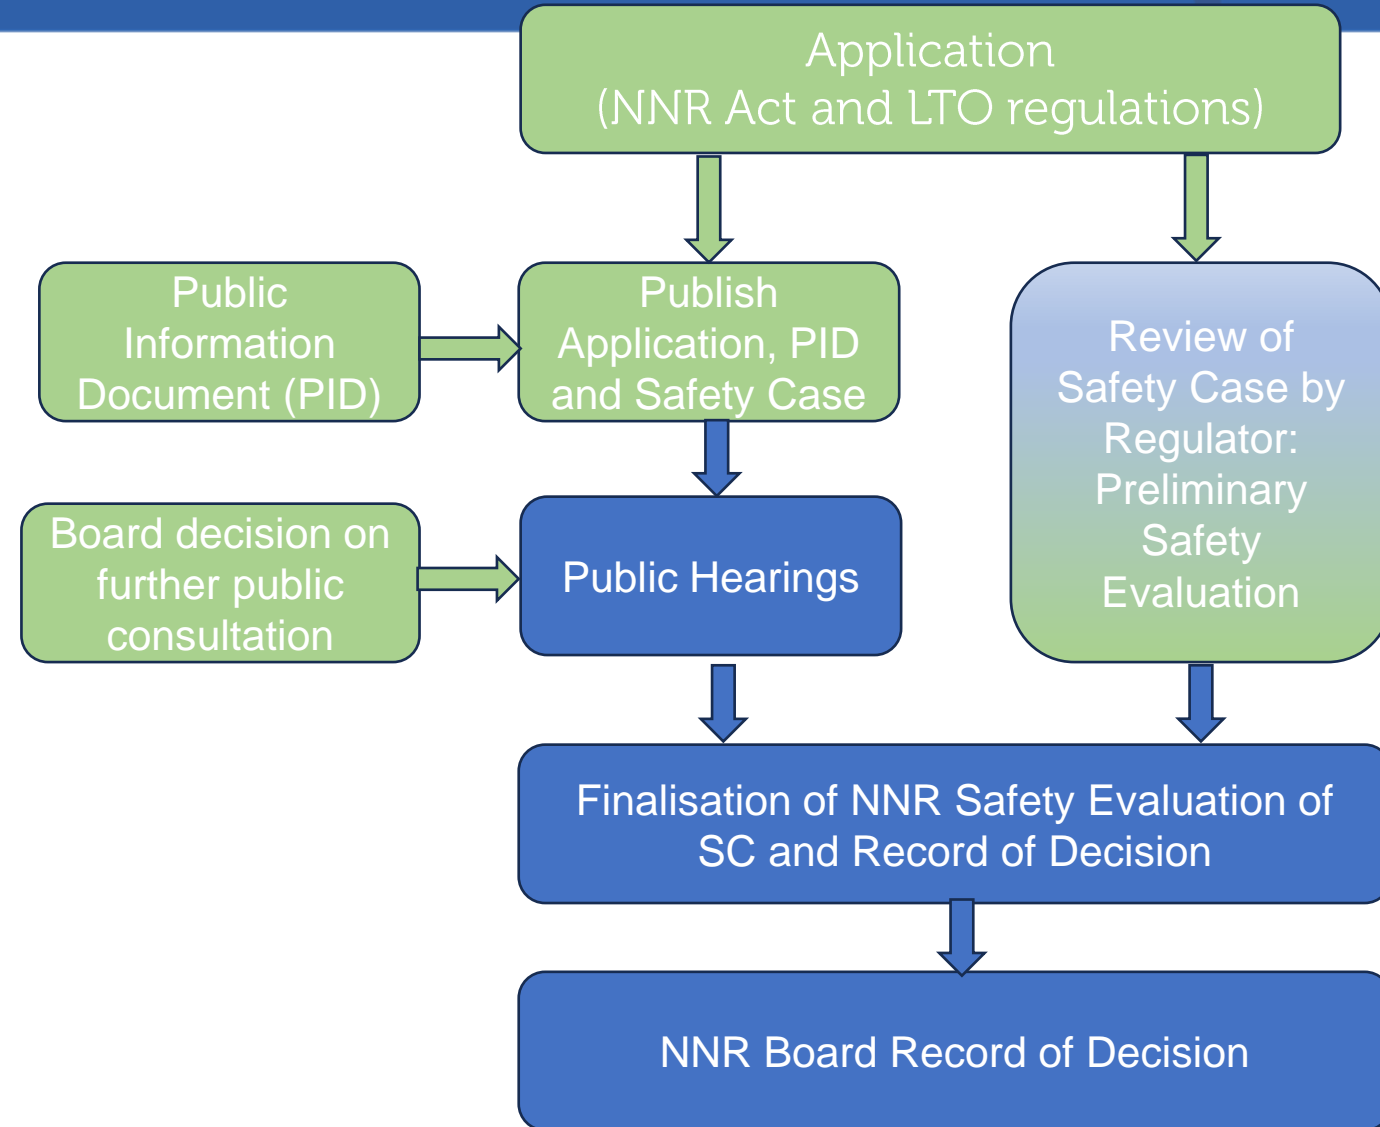 Application
(NNR Act and LTO regulations)
Public
Information
Document (PID)
Publish
Application, PID
and Safety Case
Review of
Safety Case by
Regulator:
Preliminary
Safety
Evaluation
Board decision on
further public
consultation
Public Hearings
Finalisation of NNR Safety Evaluation of
SC and Record of Decision
NNR Board Record of Decision